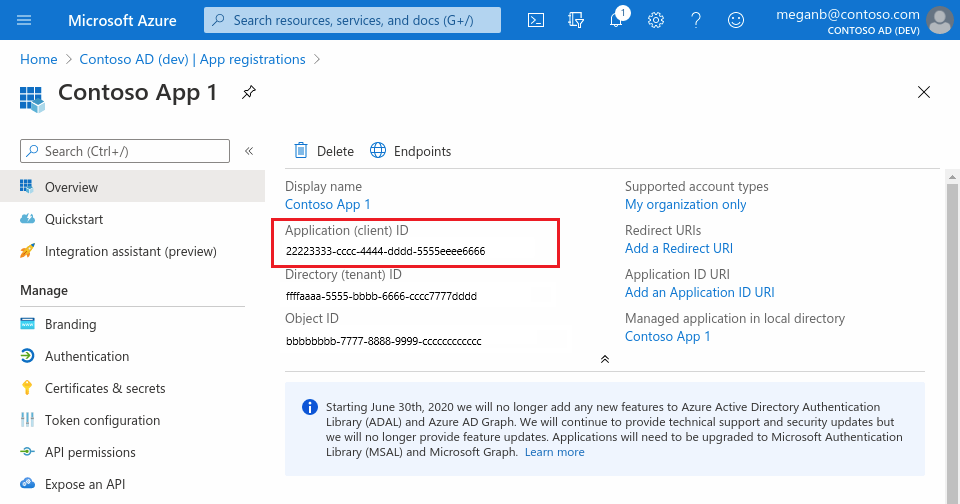 Microsoft Azure
Search resources, services, and docs (G+/)
1
meganb@contoso.com
CONTOSO AD (DEV)
Home > Contoso AD (dev) | App registrations >
Contoso App 1
Search (Ctrl+/)
«
Overview
Quickstart
Integration assistant (preview)
Manage
Branding
Authentication
Certificates & secrets
Token configuration
API permissions
Expose an API
Delete
Endpoints
Display name
Contoso App 1
Application (client) ID
22223333-cccc-4444-dddd-5555eeee6666
Directory (tenant) ID
ffffaaaa-5555-bbbb-6666-cccc7777dddd
Object ID
bbbbbbbb-7777-8888-9999-cccccccccccc
Supported account types
My organization only
Redirect URIs
Add a Redirect URI
Application ID URI
Add an Application ID URI
Managed application in local directory
Contoso App 1
Starting June 30th, 2020 we will no longer add any new features to Azure Active Directory Authentication
Library (ADAL) and Azure AD Graph. We will continue to provide technical support and security updates but
we will no longer provide feature updates. Applications will need to be upgraded to Microsoft Authentication
Library (MSAL) and Microsoft Graph. Learn more